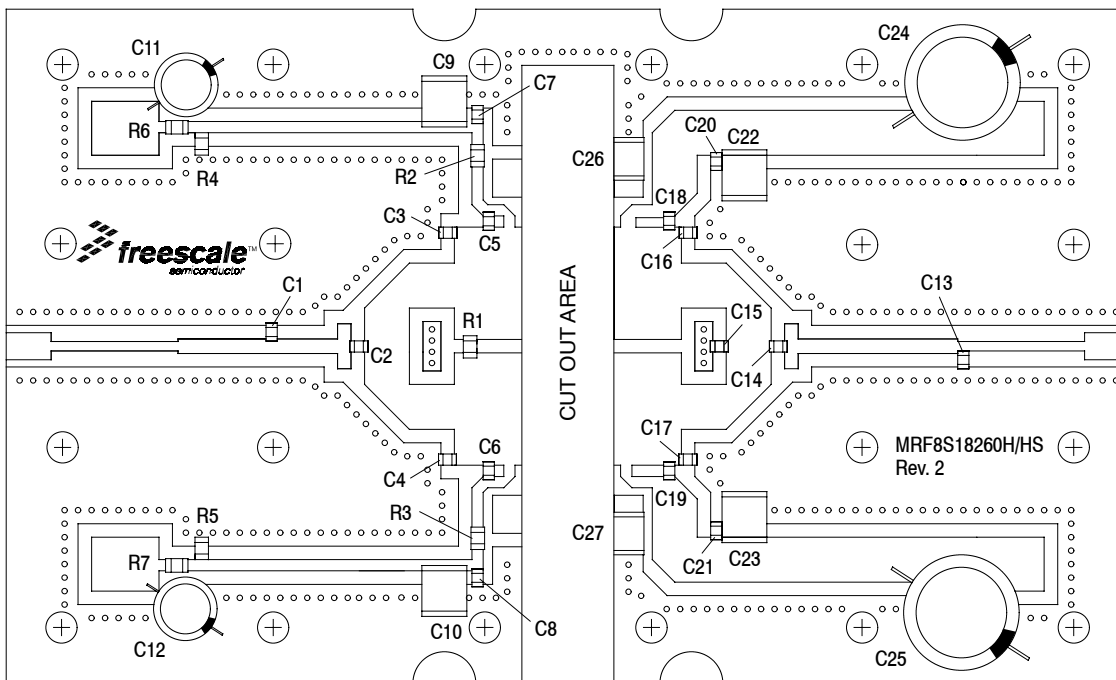 C11
C9
C7
C24
R6
R4
R2
C26
C20
C22
C3
C5
C18
C16
freescale™
semiconductor
C1
C2
R1
CUT OUT AREA
C15
C14
C13
C4
C6
C17
C19
MRF8S18260H/HS
Rev. 2
R5
R3
C27
R7
C21
C23
C12
C10
C8
C25